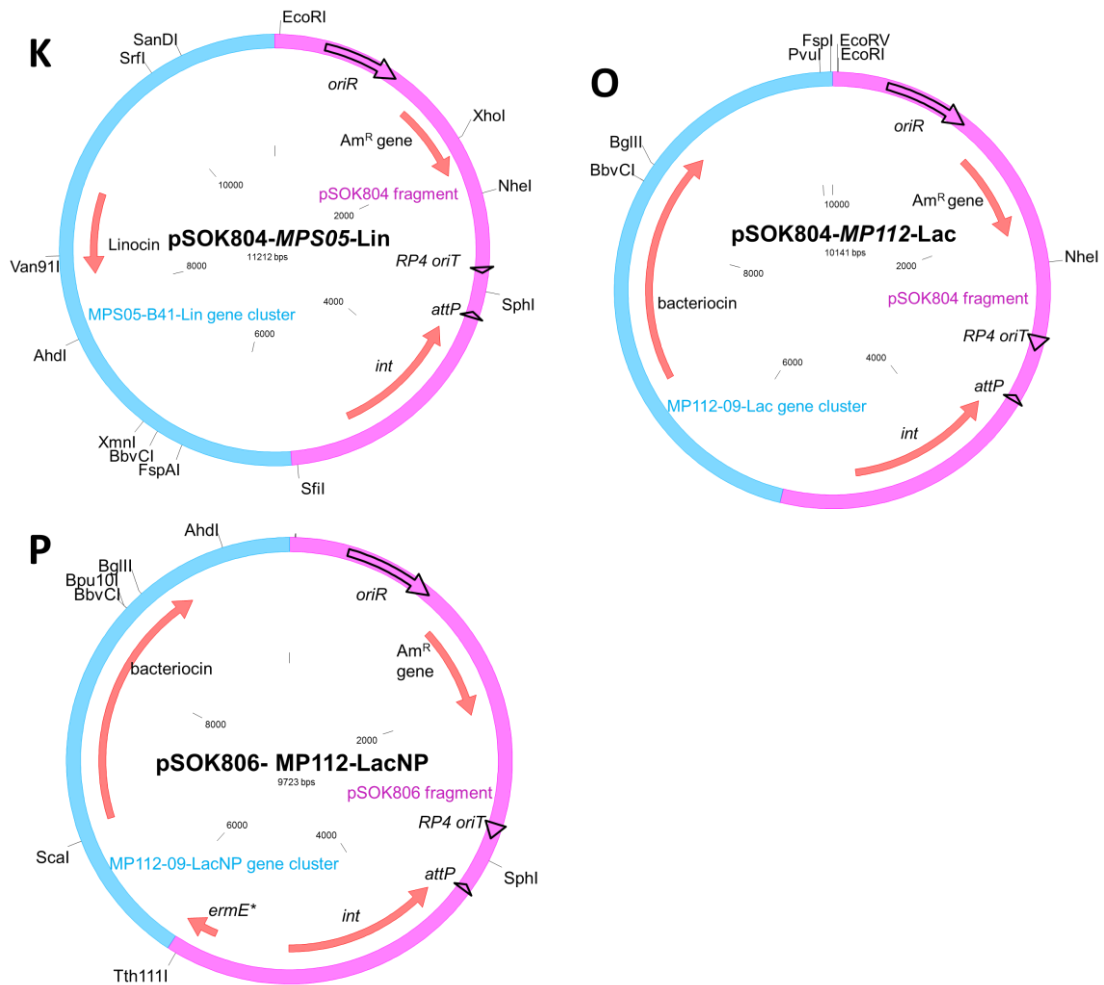 K
EcoRI
SanDI
SrfI
oriR
XhoI
AmR gene
NheI
10000
pSOK804 fragment
2000
pSOK804-MPS05-Lin
11212 bps
Linocin
Van91I
8000
RP4 oriT
SphI
4000
attP
MPS05-B41-Lin gene cluster
6000
AhdI
int
XmnI
BbvCI
FspAI
SfiI
O
FspI EcoRV
PvuI EcoRI
oriR
BglII
BbvCI
AmR gene
10000
pSOK804-MP112-Lac
10141 bps
NheI
8000
2000
bacteriocin
pSOK804 fragment
RP4 oriT
6000
4000
attP
MP112-09-Lac gene cluster
int
P
AhdI
BglII
Bpu10I
BbvCI
oriR
AmR
gene
bacteriocin
8000
2000
pSOK806- MP112-LacNP
9723 bps
pSOK806 fragment
RP4 oriT
6000
4000
ScaI
MP112-09-LacNP gene cluster
attP
SphI
ermE*
int
Tth111I